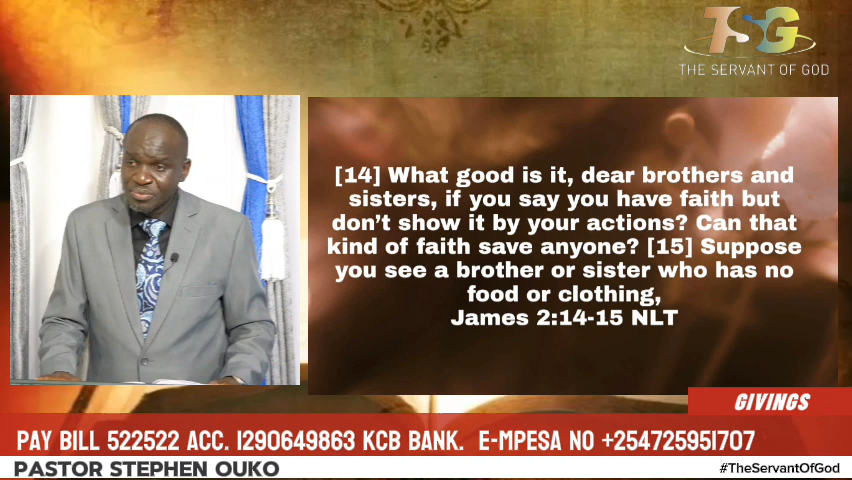 TSG
THE SERVANT OF GOD
[14] What good is it, dear brothers and
sisters, if you say you have faith but
don't show it by your actions? Can that
kind of faith save anyone? [15] Suppose
you see a brother or sister who has no
food or clothing,
James 2:14-15 NLT
GIVINGS
PAY BILL 522522 ACC. 1290649863 KCB BANK. E-MPESA NO +254725951707
PASTOR STEPHEN OUKO
#TheServantOfGod